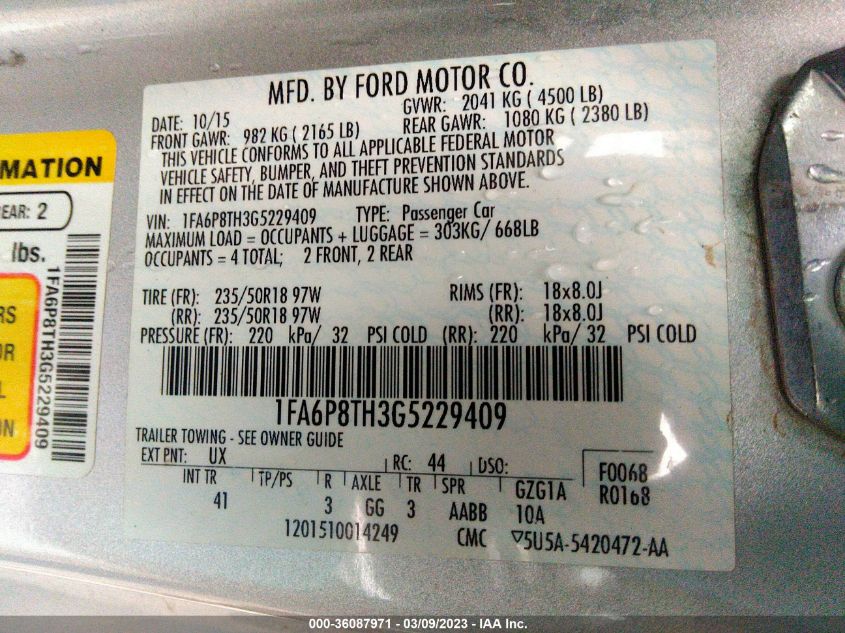 MFD. BY FORD MOTOR CO.
DATE: 10/15 GVWR: 2041 KG ( 4500 LB)
FRONT GAWR: 982 KG ( 2165 LB) REAR GAWR: 1080 KG ( 2380 LB)
THIS VEHICLE CONFORMS TO ALL APPLICABLE FEDERAL MOTOR
VEHICLE SAFETY, BUMPER, AND THEFT PREVENTION STANDARDS
IN EFFECT ON THE DATE OF MANUFACTURE SHOWN ABOVE.
VIN: 1FA6P8TH3G5229409 TYPE: Passenger Car
MAXIMUM LOAD = OCCUPANTS + LUGGAGE = 303KG/ 668LB
OCCUPANTS = 4 TOTAL; 2 FRONT, 2 REAR
TIRE (FR): 235/50R18 97W RIMS (FR): 18x8.0J
(RR): 235/50R18 97W (RR): 18x8.0J
PRESSURE (FR): 220 kPa/ 32 PSI COLD (RR): 220 kPa/ 32 PSI COLD
1FA6P8TH3G5229409
TRAILER TOWING - SEE OWNER GUIDE
EXT PNT: UX RC: 44 DSO: F0068
R0168
INT TR TP/PS R AXLE TR SPR GZG1A
41 3 GG 3 AABB 10A
1201510014249 CMC ▽5U5A-5420472-AA
MATION
EAR: 2
lbs.
RS
OR
L
ON
1FA6P8TH3G5229409
000-36087971 - 03/09/2023 - IAA Inc.